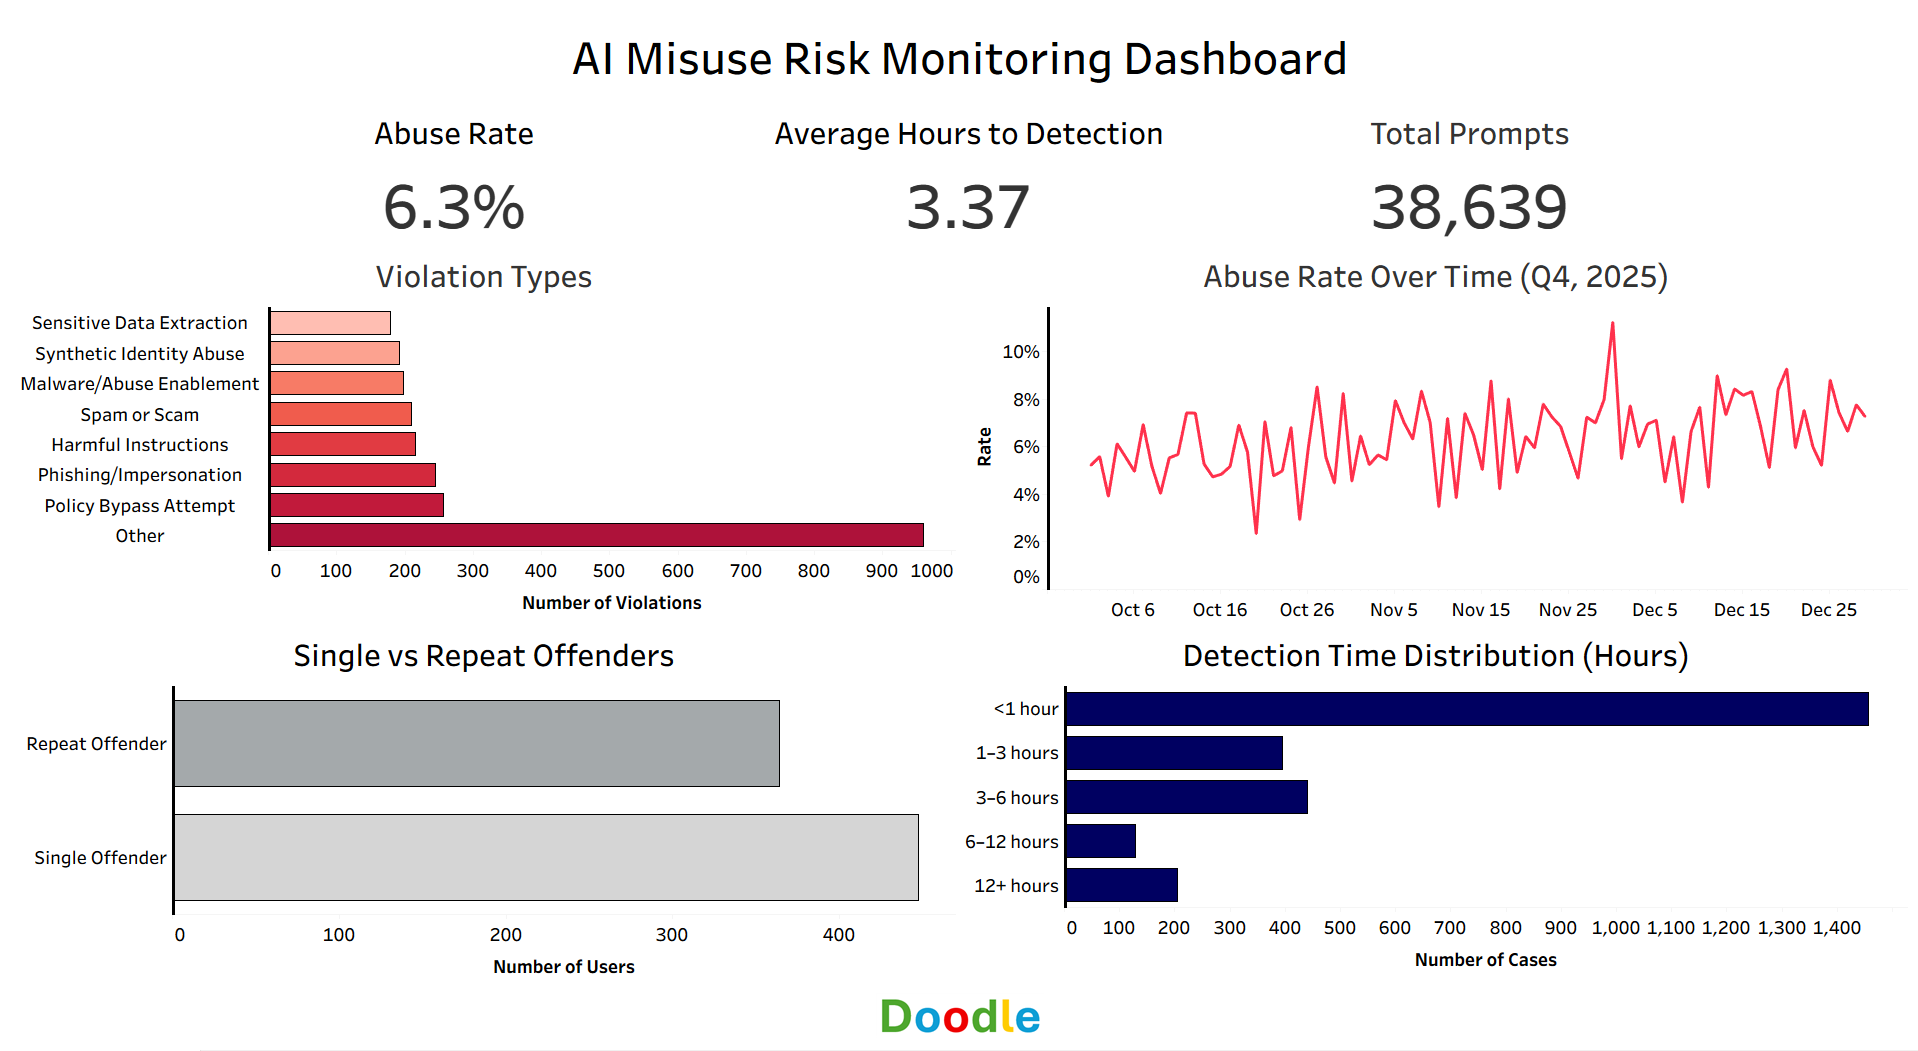 AI Misuse Risk Monitoring Dashboard
Abuse Rate
6.3%
Average Hours to Detection
3.37
Total Prompts
38,639
Violation Types
Sensitive Data Extraction
Synthetic Identity Abuse
Malware/Abuse Enablement
Spam or Scam
Harmful Instructions
Phishing/Impersonation
Policy Bypass Attempt
Other
0 100 200 300 400 500 600 700 800 900 1000
Number of Violations
Abuse Rate Over Time (Q4, 2025)
Rate
10%
8%
6%
4%
2%
0%
Oct 6 Oct 16 Oct 26 Nov 5 Nov 15 Nov 25 Dec 5 Dec 15 Dec 25
Single vs Repeat Offenders
Repeat Offender
Single Offender
0 100 200 300 400
Number of Users
Detection Time Distribution (Hours)
<1 hour
1–3 hours
3–6 hours
6–12 hours
12+ hours
0 100 200 300 400 500 600 700 800 900 1,000 1,100 1,200 1,300 1,400
Number of Cases
Doodle